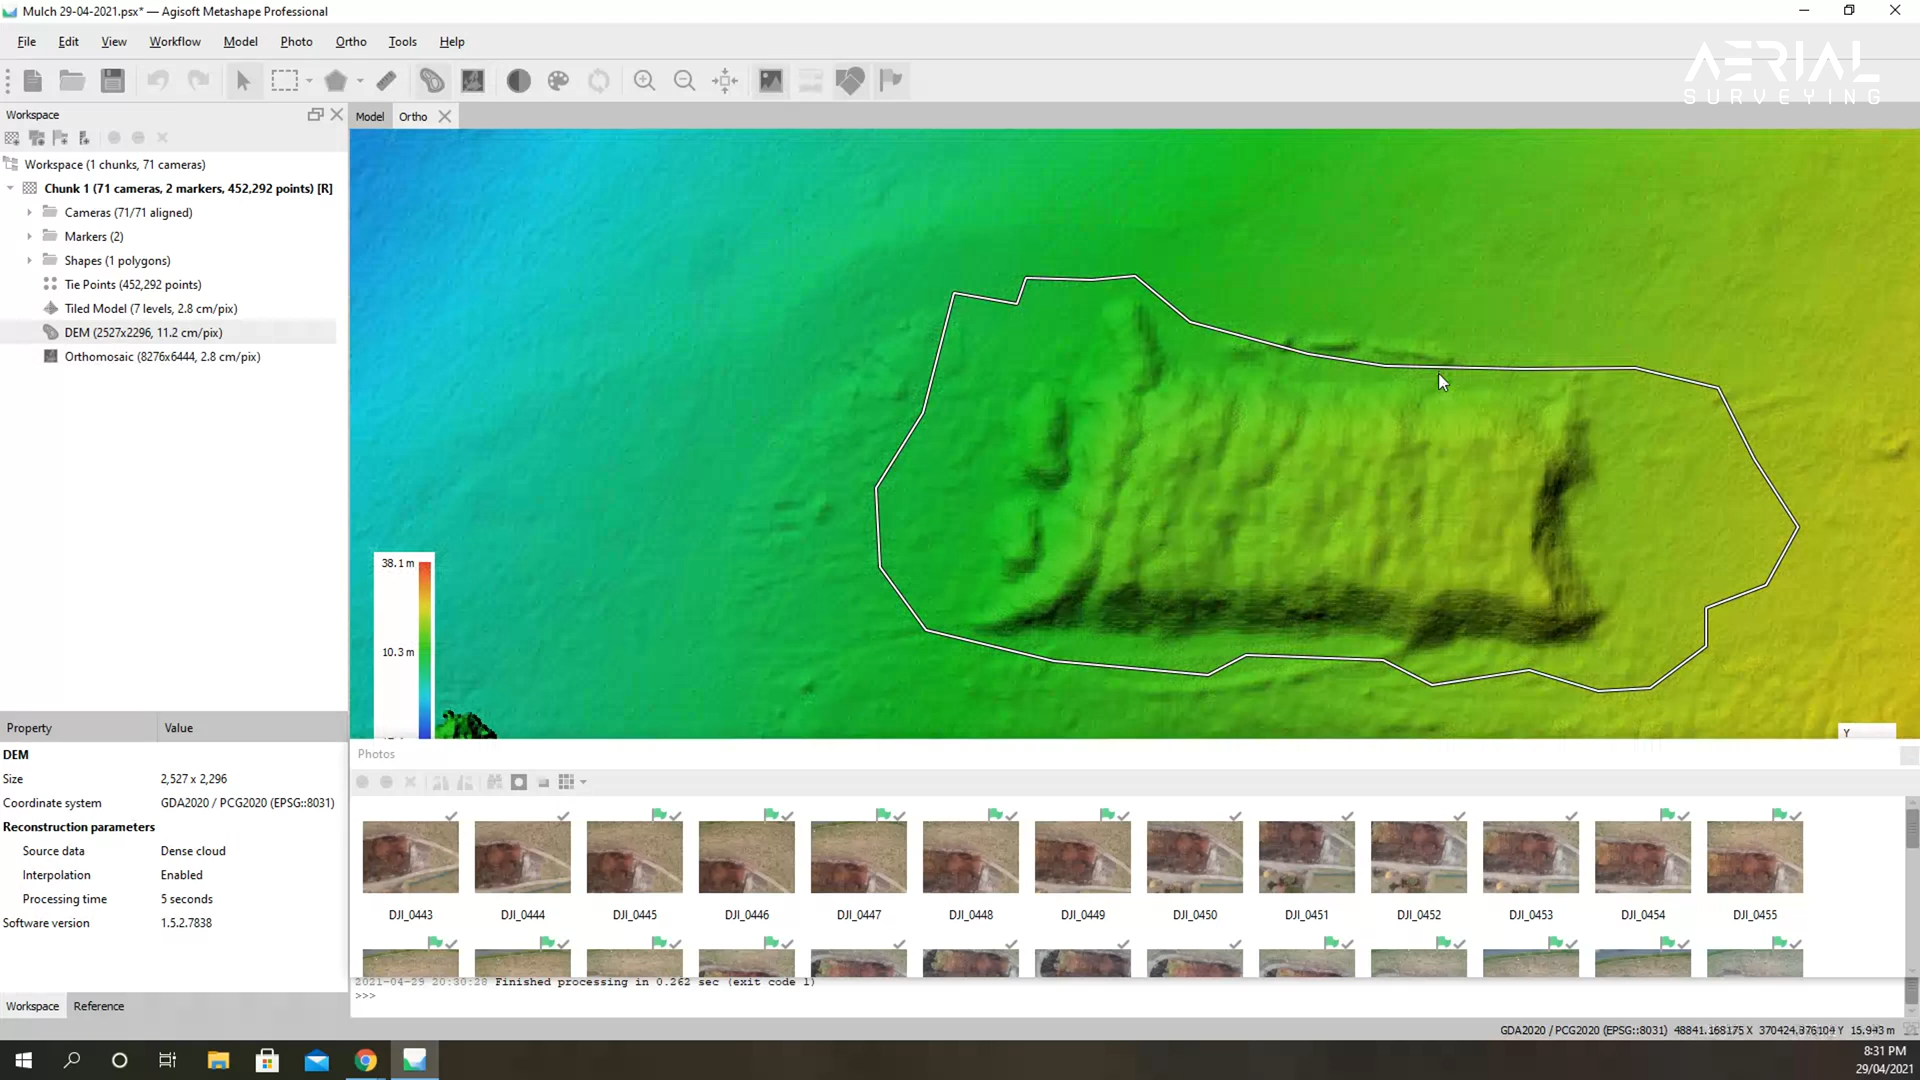 Mulch 29-04-2021.psx* — Agisoft Metashape Professional
File Edit View Workflow Model Photo Ortho Tools Help
AERIAL
SURVEYING
Workspace
Model Ortho
Workspace (1 chunks, 71 cameras)
Chunk 1 (71 cameras, 2 markers, 452,292 points) [R]
Cameras (71/71 aligned)
Markers (2)
Shapes (1 polygons)
Tie Points (452,292 points)
Tiled Model (7 levels, 2.8 cm/pix)
DEM (2527x2296, 11.2 cm/pix)
Orthomosaic (8276x6444, 2.8 cm/pix)
38.1 m
10.3 m
Y
Property Value
DEM
Size 2,527 x 2,296
Coordinate system GDA2020 / PCG2020 (EPSG::8031)
Reconstruction parameters
Source data Dense cloud
Interpolation Enabled
Processing time 5 seconds
Software version 1.5.2.7838
Photos
DJI_0443 DJI_0444 DJI_0445 DJI_0446 DJI_0447 DJI_0448 DJI_0449 DJI_0450 DJI_0451 DJI_0452 DJI_0453 DJI_0454 DJI_0455
2021-04-29 20:30:28 Finished processing in 0.262 sec (exit code 1)
>>>
Workspace Reference
GDA2020 / PCG2020 (EPSG::8031) 48841.168175 X 370424.376104 Y 15.943 m
8:31 PM
29/04/2021